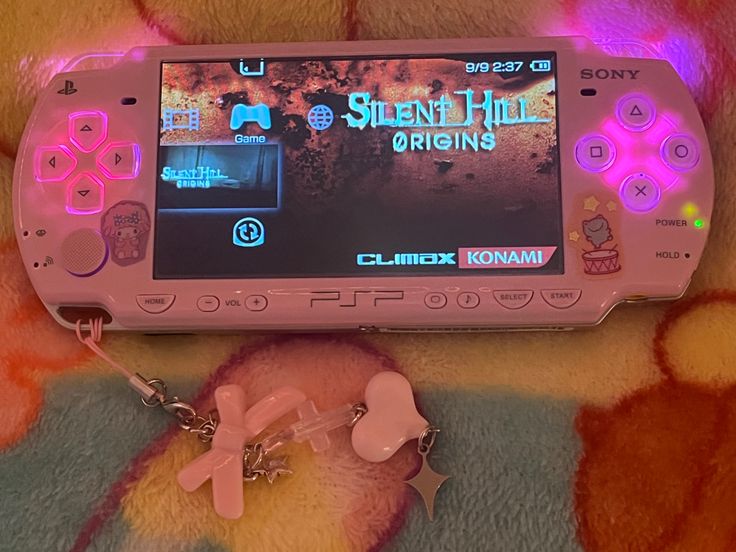 9/9 2:37
SONY
SILENT HILL
ØRIGINS
Game
SILENT HILL
ORIGINS
CLIMAX KONAMI
POWER
HOLD
HOME
VOL
PSP
SELECT
START